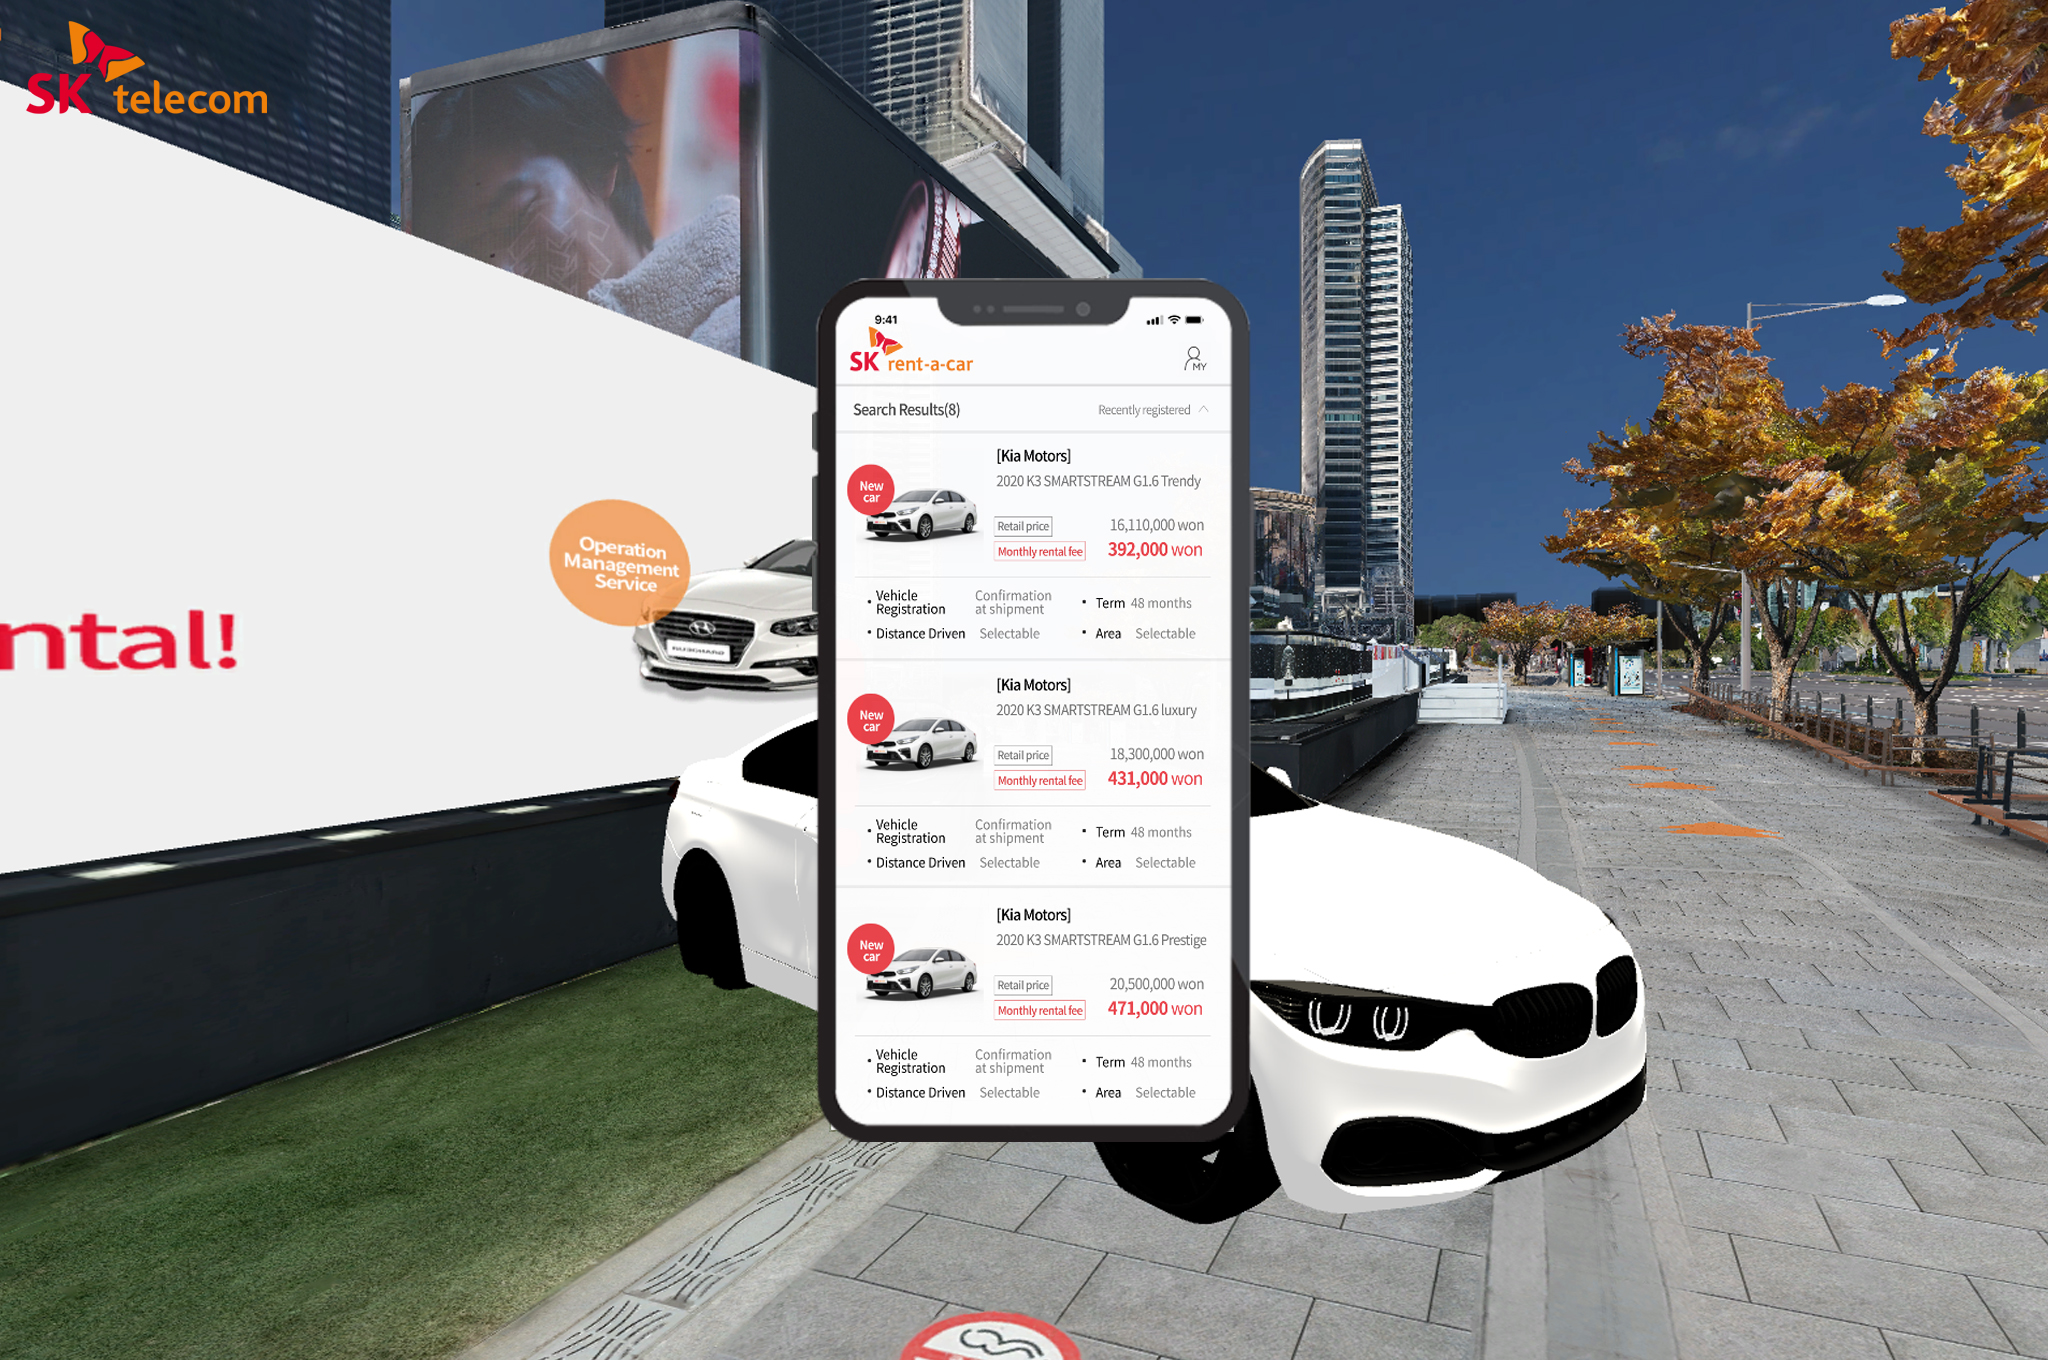 SK telecom
ntal!
Operation
Management
Service
9:41
SK rent-a-car
MY
Search Results(8)
Recently registered
[Kia Motors]
2020 K3 SMARTSTREAM G1.6 Trendy
New
car
Retail price 16,110,000 won
Monthly rental fee 392,000 won
• Vehicle
Registration
Confirmation
at shipment
• Term 48 months
• Distance Driven Selectable
• Area Selectable
[Kia Motors]
2020 K3 SMARTSTREAM G1.6 luxury
New
car
Retail price 18,300,000 won
Monthly rental fee 431,000 won
• Vehicle
Registration
Confirmation
at shipment
• Term 48 months
• Distance Driven Selectable
• Area Selectable
[Kia Motors]
2020 K3 SMARTSTREAM G1.6 Prestige
New
car
Retail price 20,500,000 won
Monthly rental fee 471,000 won
• Vehicle
Registration
Confirmation
at shipment
• Term 48 months
• Distance Driven Selectable
• Area Selectable